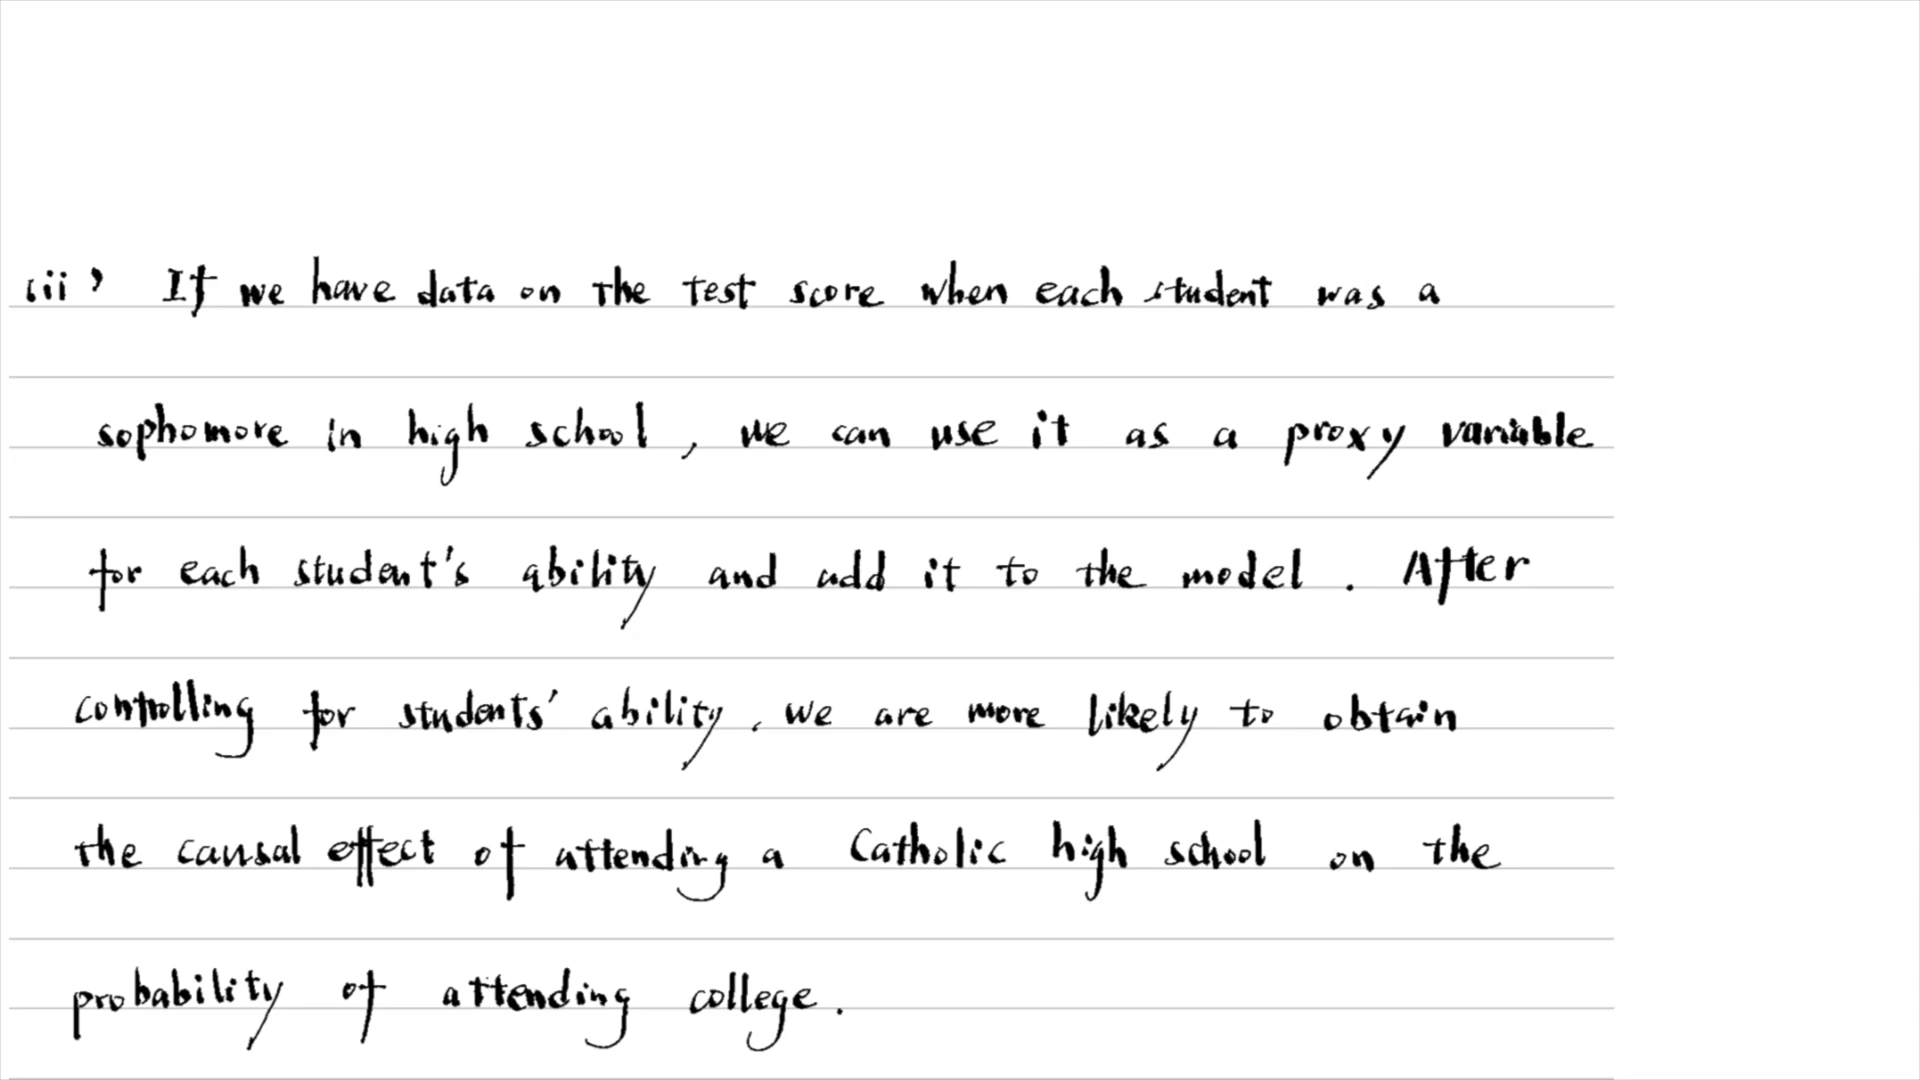 (ii) If we have data on the test score when each student was a
sophomore in high school, we can use it as a proxy variable
for each student's ability and add it to the model. After
controlling for students' ability, we are more likely to obtain
the causal effect of attending a Catholic high school on the
probability of attending college.